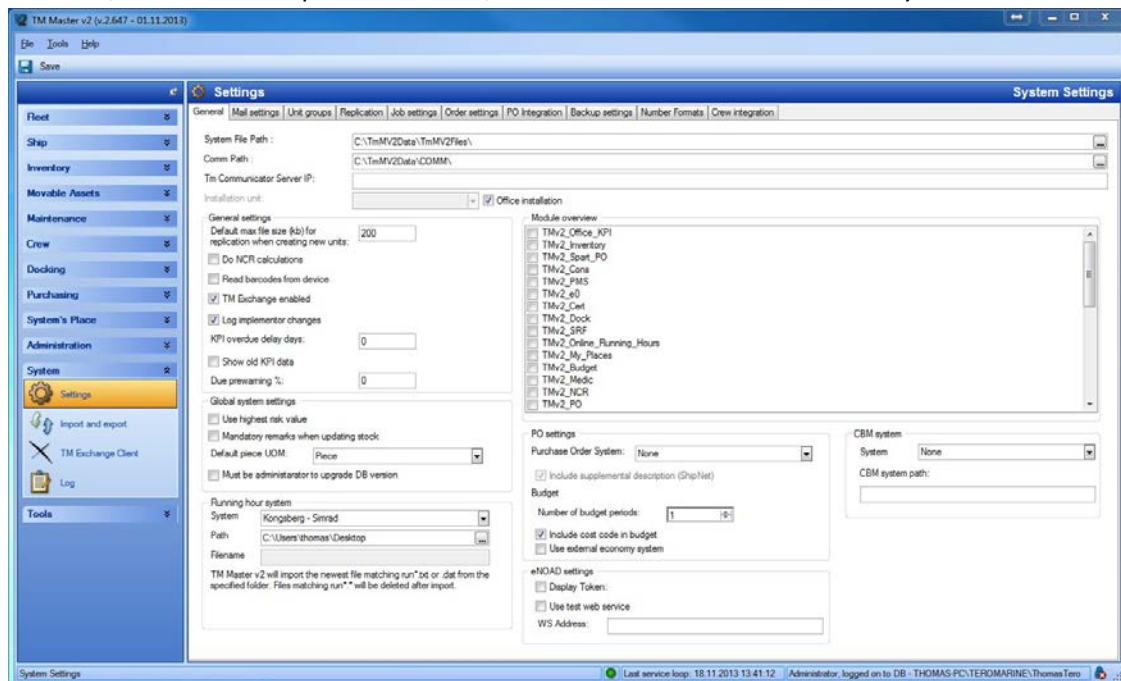 TM Master v2 (v.2.647 - 01.11.2013)
File Tools Help
Save
Fleet
Ship
Inventory
Movable Assets
Maintenance
Crew
Docking
Purchasing
System's Place
Administration
System
Settings
Import and export
TM Exchange Client
Log
Tools
Settings
System Settings
General Mail settings Unit groups Replication Job settings Order settings PO Integration Backup settings Number Formats Crew integration
System File Path : C:\TmMV2Data\TmMV2Files\
Comm Path : C:\TmMV2Data\COMM\
Tm Communicator Server IP:
Installation unit: Office installation
General settings
Default max file size (kb) for
replication when creating new units: 200
Do NCR calculations
Read barcodes from device
TM Exchange enabled
Log implementor changes
KPI overdue delay days: 0
Show old KPI data
Due prewarning %: 0
Global system settings
Use highest risk value
Mandatory remarks when updating stock
Default piece UOM: Piece
Must be administarator to upgrade DB version
Running hour system
System Kongsberg - Simrad
Path C:\Users\thomas\Desktop
Filename
TM Master v2 will import the newest file matching run*.txt or .dat from the
specified folder. Files matching run*.* will be deleted after import.
Module overview
TMv2_Office_KPI
TMv2_Inventory
TMv2_Spart_PO
TMv2_Cons
TMv2_PMS
TMv2_e0
TMv2_Cert
TMv2_Dock
TMv2_SRF
TMv2_Online_Running_Hours
TMv2_My_Places
TMv2_Budget
TMv2_Medic
TMv2_NCR
TMv2_PO
PO settings
Purchase Order System: None
Include supplemental description (ShipNet)
Budget
Number of budget periods: 1
Include cost code in budget
Use external economy system
eNOAD settings
Display Token:
Use test web service
WS Address:
CBM system
System None
CBM system path:
System Settings
Last service loop: 18.11.2013 13:41:12
Administrator, logged on to DB - THOMAS-PC\TEROMARINE\ThomasTero